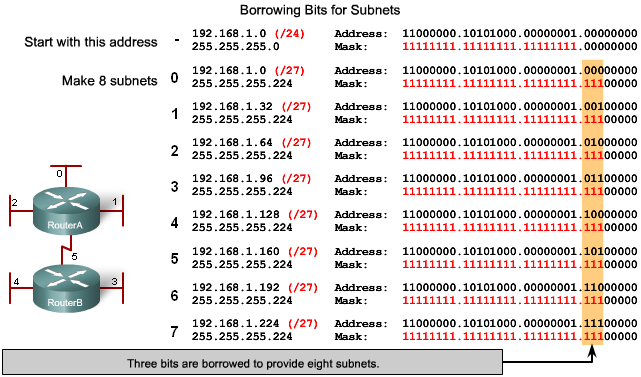 Borrowing Bits for Subnets
Start with this address - 192.168.1.0 (/24) Address: 11000000.10101000.00000001.00000000
255.255.255.0 Mask: 11111111.11111111.11111111.00000000
Make 8 subnets 0 192.168.1.0 (/27) Address: 11000000.10101000.00000001.00000000
255.255.255.224 Mask: 11111111.11111111.11111111.11100000
1 192.168.1.32 (/27) Address: 11000000.10101000.00000001.00100000
255.255.255.224 Mask: 11111111.11111111.11111111.11100000
2 192.168.1.64 (/27) Address: 11000000.10101000.00000001.01000000
255.255.255.224 Mask: 11111111.11111111.11111111.11100000
3 192.168.1.96 (/27) Address: 11000000.10101000.00000001.01100000
255.255.255.224 Mask: 11111111.11111111.11111111.11100000
4 192.168.1.128 (/27) Address: 11000000.10101000.00000001.10000000
255.255.255.224 Mask: 11111111.11111111.11111111.11100000
5 192.168.1.160 (/27) Address: 11000000.10101000.00000001.10100000
255.255.255.224 Mask: 11111111.11111111.11111111.11100000
6 192.168.1.192 (/27) Address: 11000000.10101000.00000001.11000000
255.255.255.224 Mask: 11111111.11111111.11111111.11100000
7 192.168.1.224 (/27) Address: 11000000.10101000.00000001.11100000
255.255.255.224 Mask: 11111111.11111111.11111111.11100000
0
2 1
RouterA
5
4 3
RouterB
Three bits are borrowed to provide eight subnets.